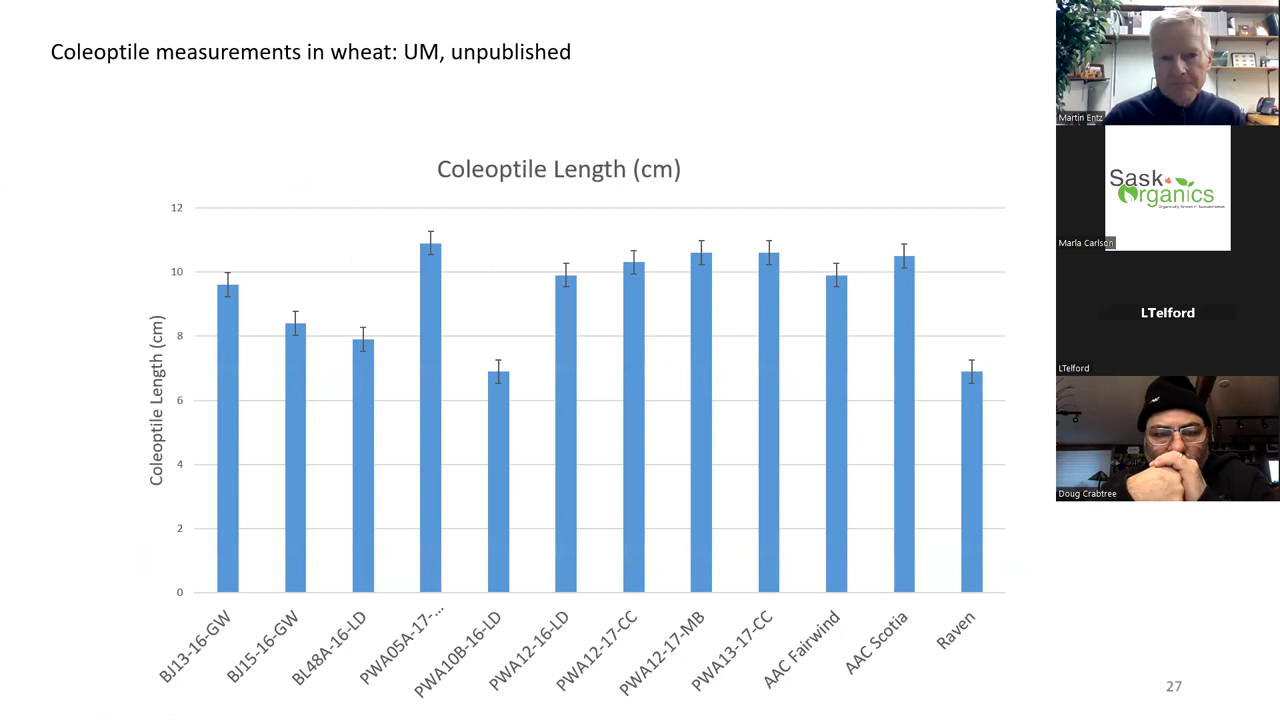 Coleoptile measurements in wheat: UM, unpublished
Coleoptile Length (cm)
Coleoptile Length (cm)
12
10
8
6
4
2
0
BJ13-16-GW
BJ15-16-GW
BL48A-16-LD
PWA05A-17-...
PWA10B-16-LD
PWA12-16-LD
PWA12-17-CC
PWA12-17-MB
PWA13-17-CC
AAC Fairwind
AAC Scotia
Raven
27
Martin Entz
Sask
Organics
Marla Carlson
LTelford
LTelford
Doug Crabtree